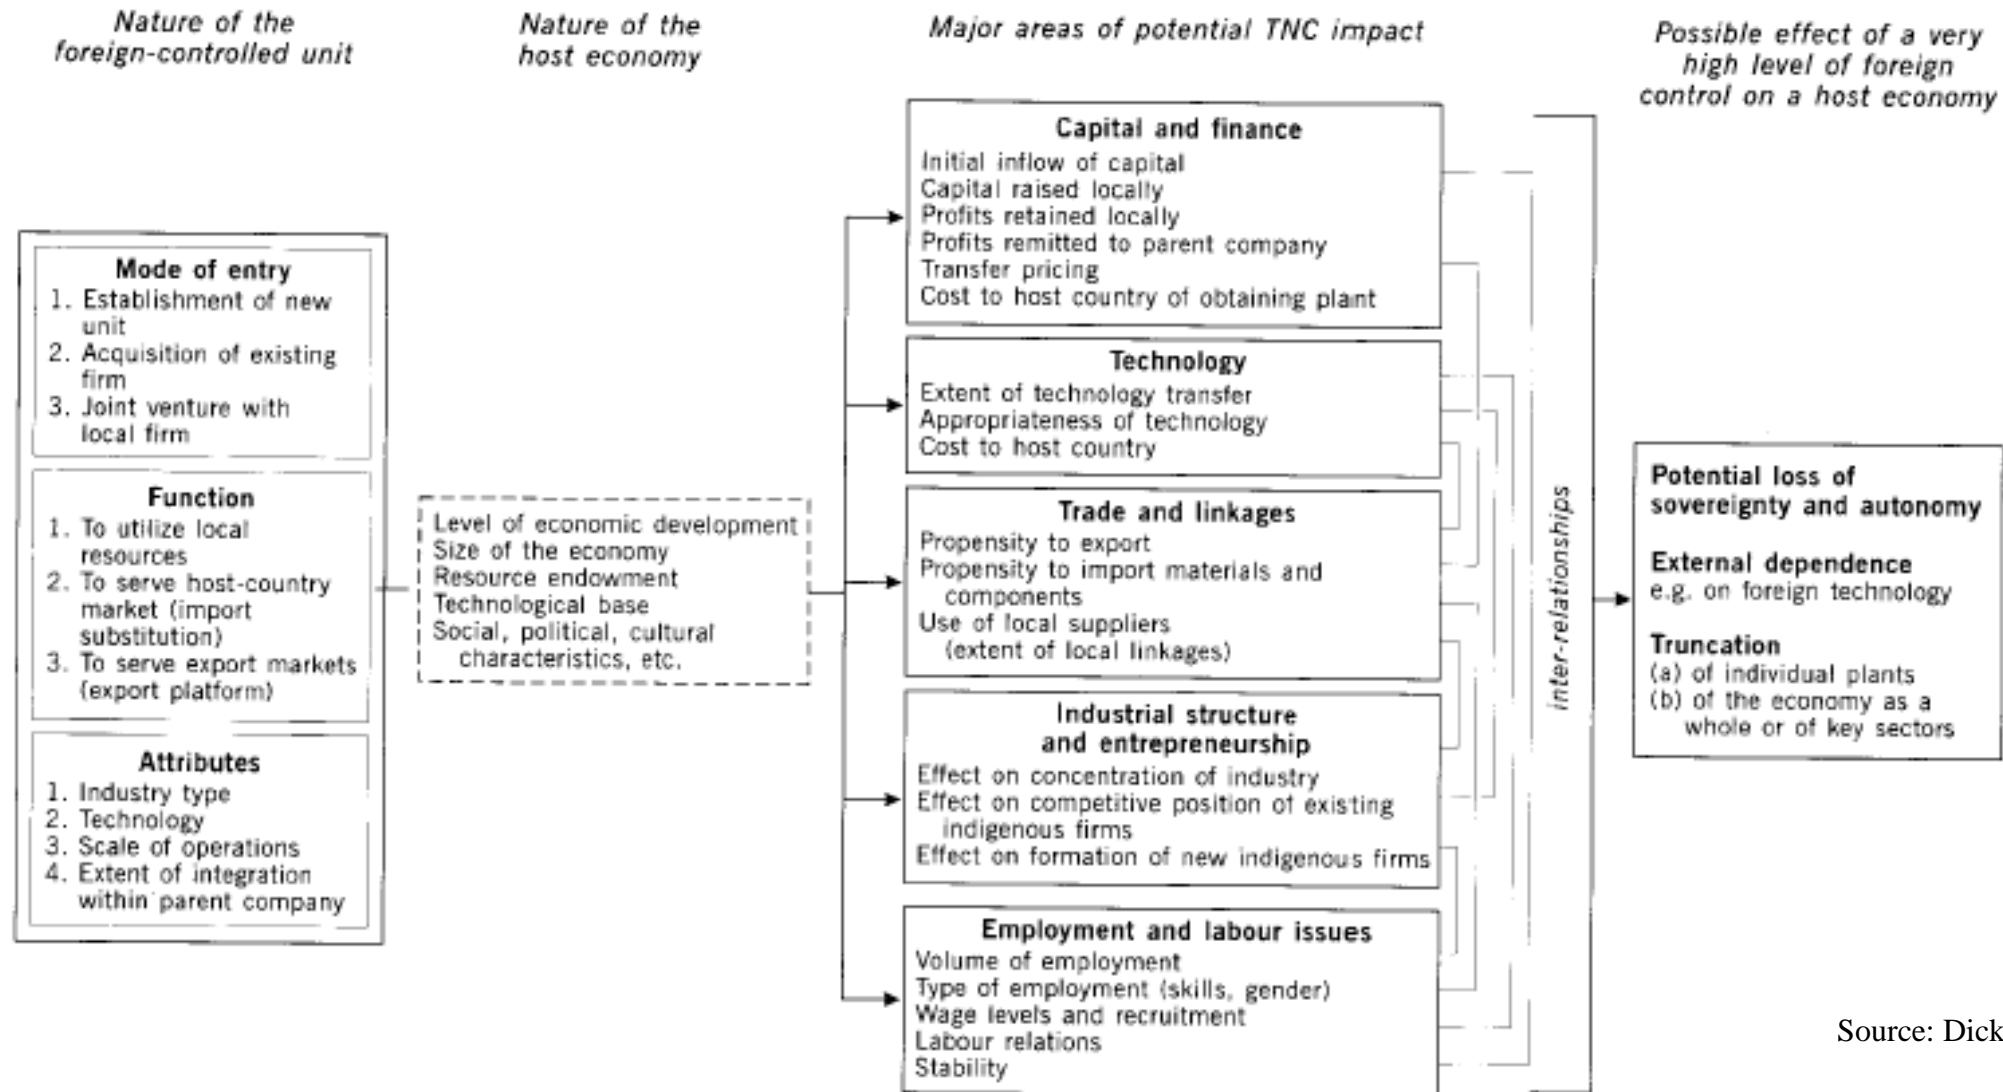 Nature of the
foreign-controlled unit
Nature of the
host economy
Major areas of potential TNC impact
Possible effect of a very
high level of foreign
control on a host economy
Mode of entry
1. Establishment of new
unit
2. Acquisition of existing
firm
3. Joint venture with
local firm
Function
1. To utilize local
resources
2. To serve host-country
market (import
substitution)
3. To serve export markets
(export platform)
Attributes
1. Industry type
2. Technology
3. Scale of operations
4. Extent of integration
within parent company
Level of economic development
Size of the economy
Resource endowment
Technological base
Social, political, cultural
characteristics, etc.
Capital and finance
Initial inflow of capital
Capital raised locally
Profits retained locally
Profits remitted to parent company
Transfer pricing
Cost to host country of obtaining plant
Technology
Extent of technology transfer
Appropriateness of technology
Cost to host country
Trade and linkages
Propensity to export
Propensity to import materials and
components
Use of local suppliers
(extent of local linkages)
Industrial structure
and entrepreneurship
Effect on concentration of industry
Effect on competitive position of existing
indigenous firms
Effect on formation of new indigenous firms
Employment and labour issues
Volume of employment
Type of employment (skills, gender)
Wage levels and recruitment
Labour relations
Stability
inter-relationships
Potential loss of
sovereignty and autonomy
External dependence
e.g. on foreign technology
Truncation
(a) of individual plants
(b) of the economy as a
whole or of key sectors
Source: Dick